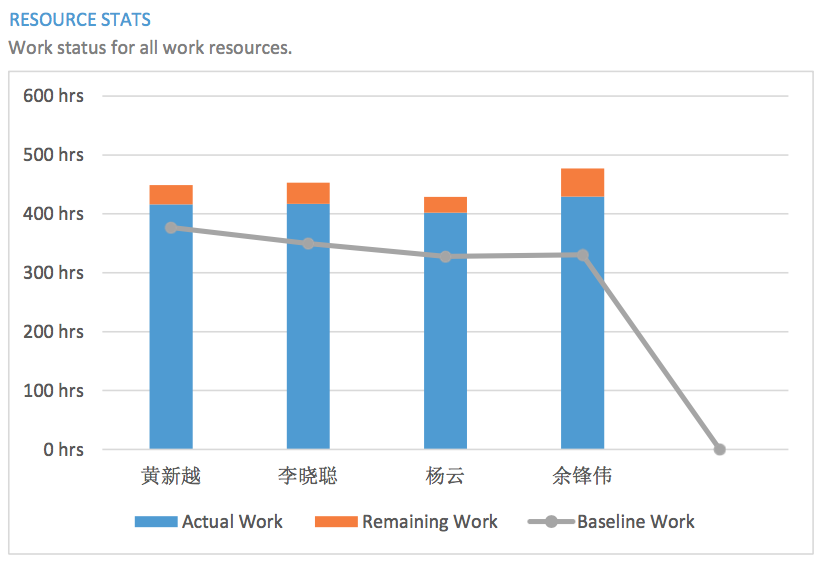 RESOURCE STATS
Work status for all work resources.
600 hrs
500 hrs
400 hrs
300 hrs
200 hrs
100 hrs
0 hrs
黄新越 李晓聪 杨云 余锋伟
Actual Work Remaining Work Baseline Work